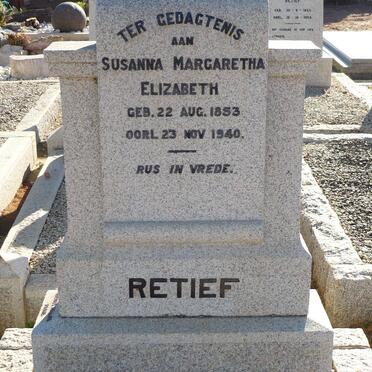 TER GEDAGTENIS
AAN
SUSANNA MARGARETHA
ELIZABETH
GEB. 22 AUG. 1853
OORL 23 NOV 1940.
RUS IN VREDE.
RETIEF